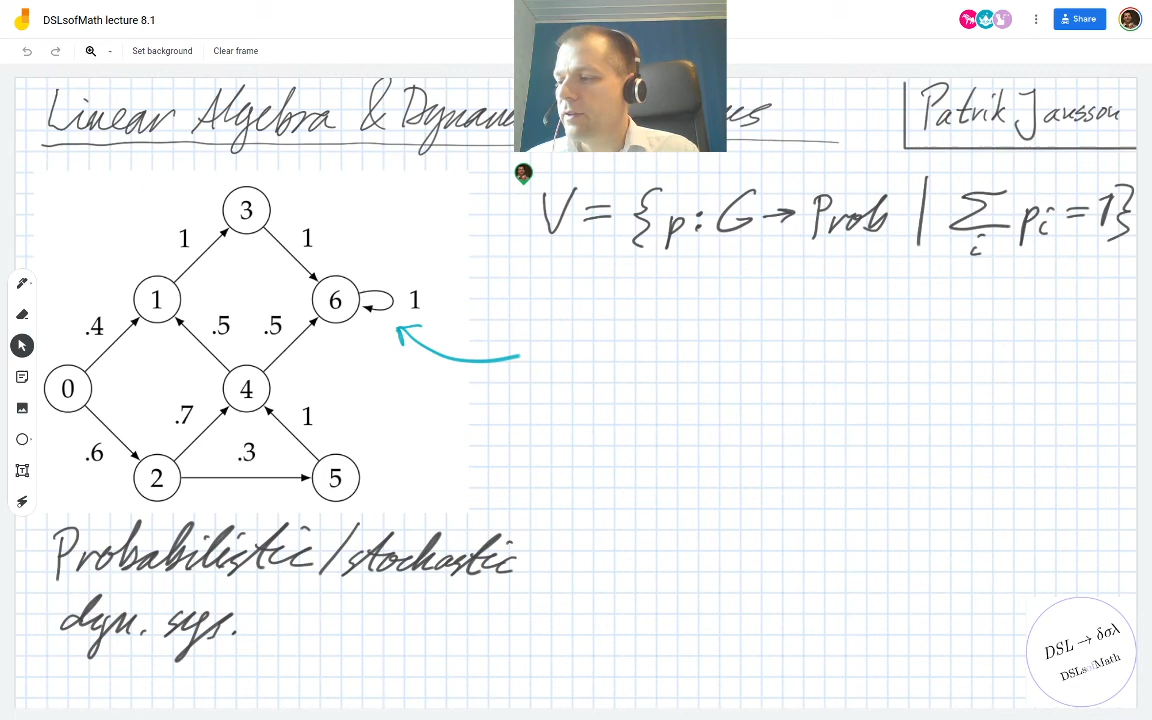 DSLsofMath lecture 8.1
Share
Set background
Clear frame
Linear Algebra & Dynam
Patrik Jansson
V = {p : G → Prob | ∑ pi = 1}
i
3
1 1
1 6 1
.4 .5 .5
0 4
.7 1
.6 .3
2 5
Probabilistic/stochastic
dyn. sys.
DSL → δσλ
DSLsofMath